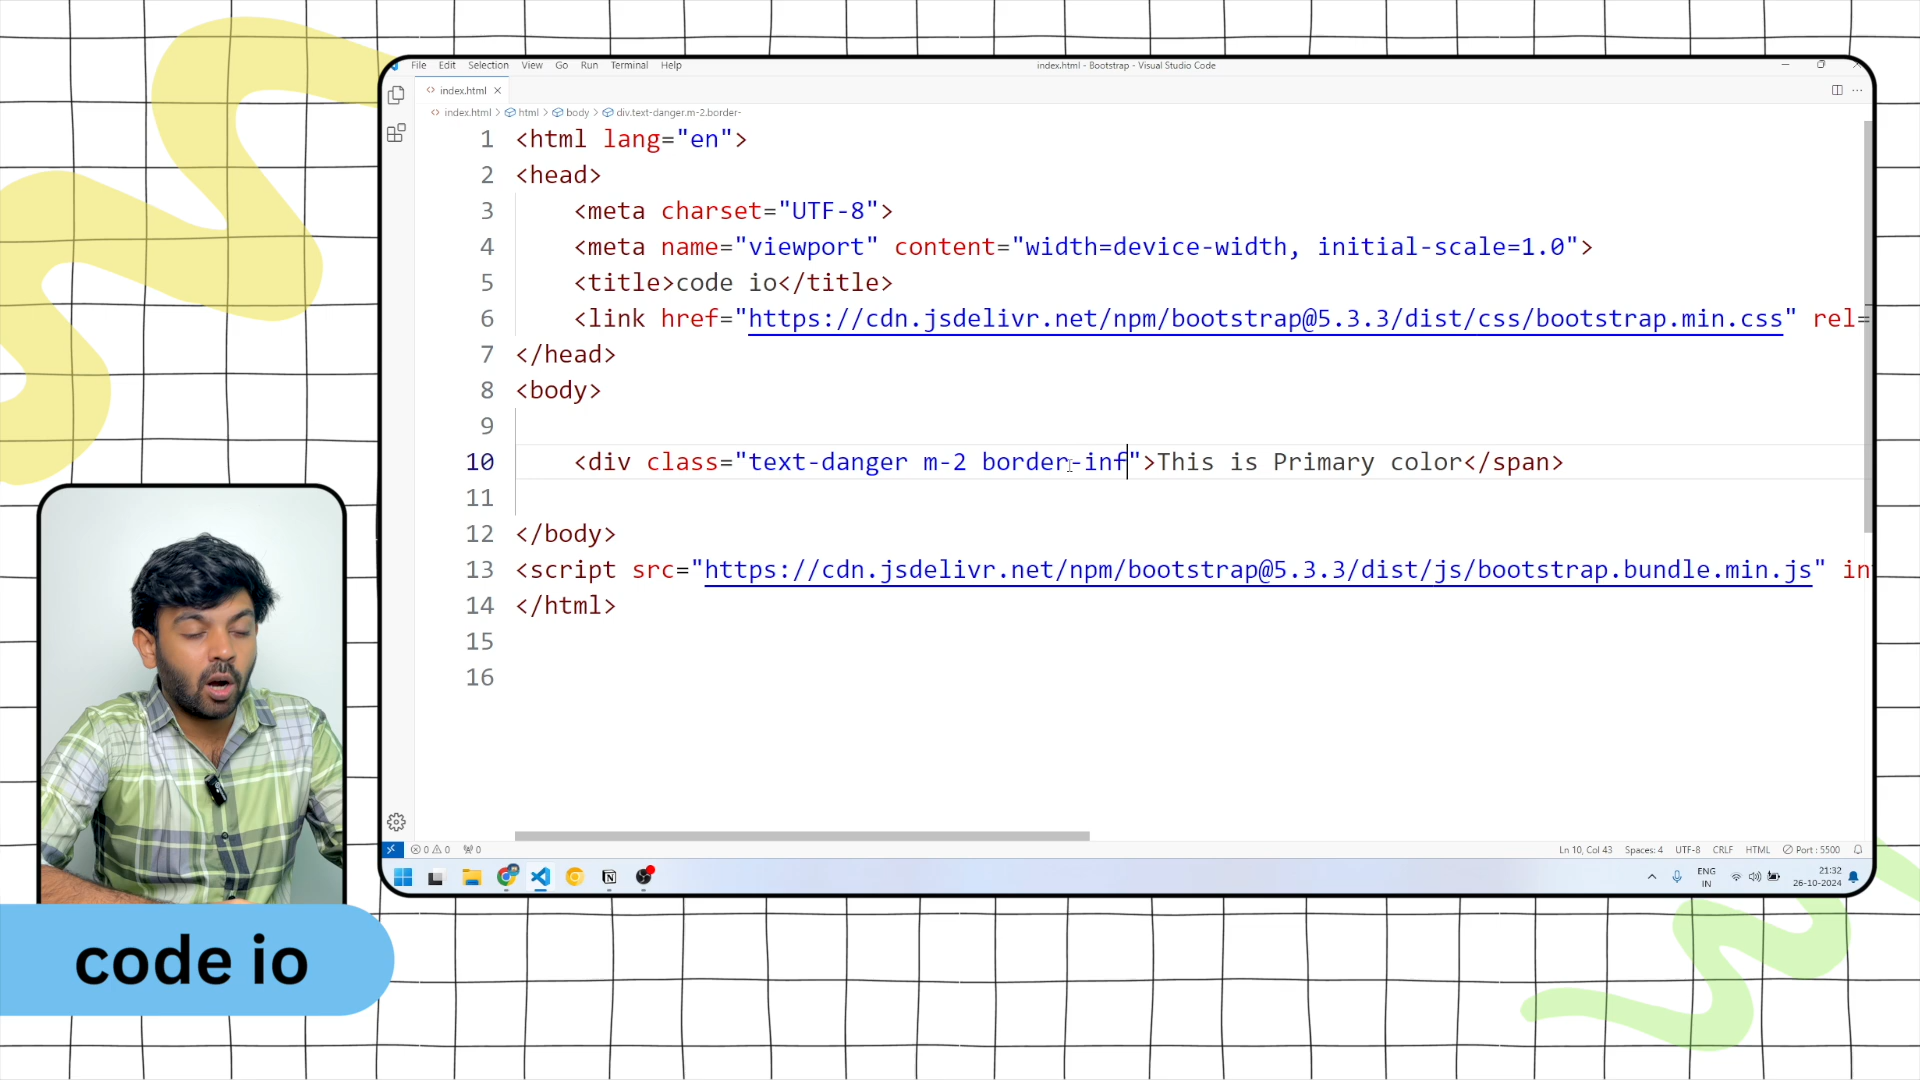 File Edit Selection View Go Run Terminal Help
index.html - Bootstrap - Visual Studio Code
index.html
index.html > html > body > div.text-danger.m-2.border-
1 <html lang="en">
2 <head>
3 <meta charset="UTF-8">
4 <meta name="viewport" content="width=device-width, initial-scale=1.0">
5 <title>code io</title>
6 <link href="https://cdn.jsdelivr.net/npm/bootstrap@5.3.3/dist/css/bootstrap.min.css" rel=
7 </head>
8 <body>
9
10 <div class="text-danger m-2 border-inf">This is Primary color</span>
11
12 </body>
13 <script src="https://cdn.jsdelivr.net/npm/bootstrap@5.3.3/dist/js/bootstrap.bundle.min.js" in
14 </html>
15
16
0 0 0
Ln 10, Col 43 Spaces: 4 UTF-8 CRLF HTML Port : 5500
ENG
IN
21:32
26-10-2024
code io